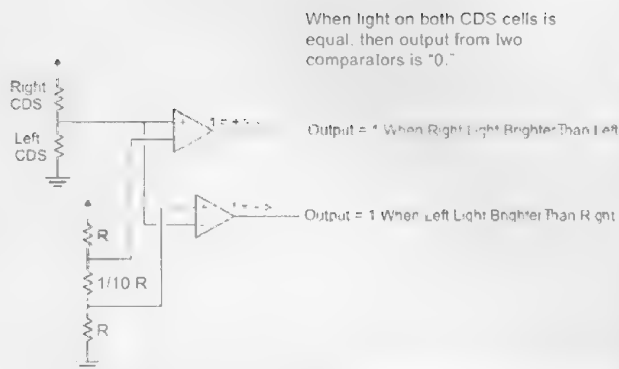 When light on both CDS cells is
equal, then output from two
comparators is "0."
Right
CDS
Left
CDS
Output = 1 When Right Light Brighter Than Left
Output = 1 When Left Light Brighter Than Right
R
1/10 R
R